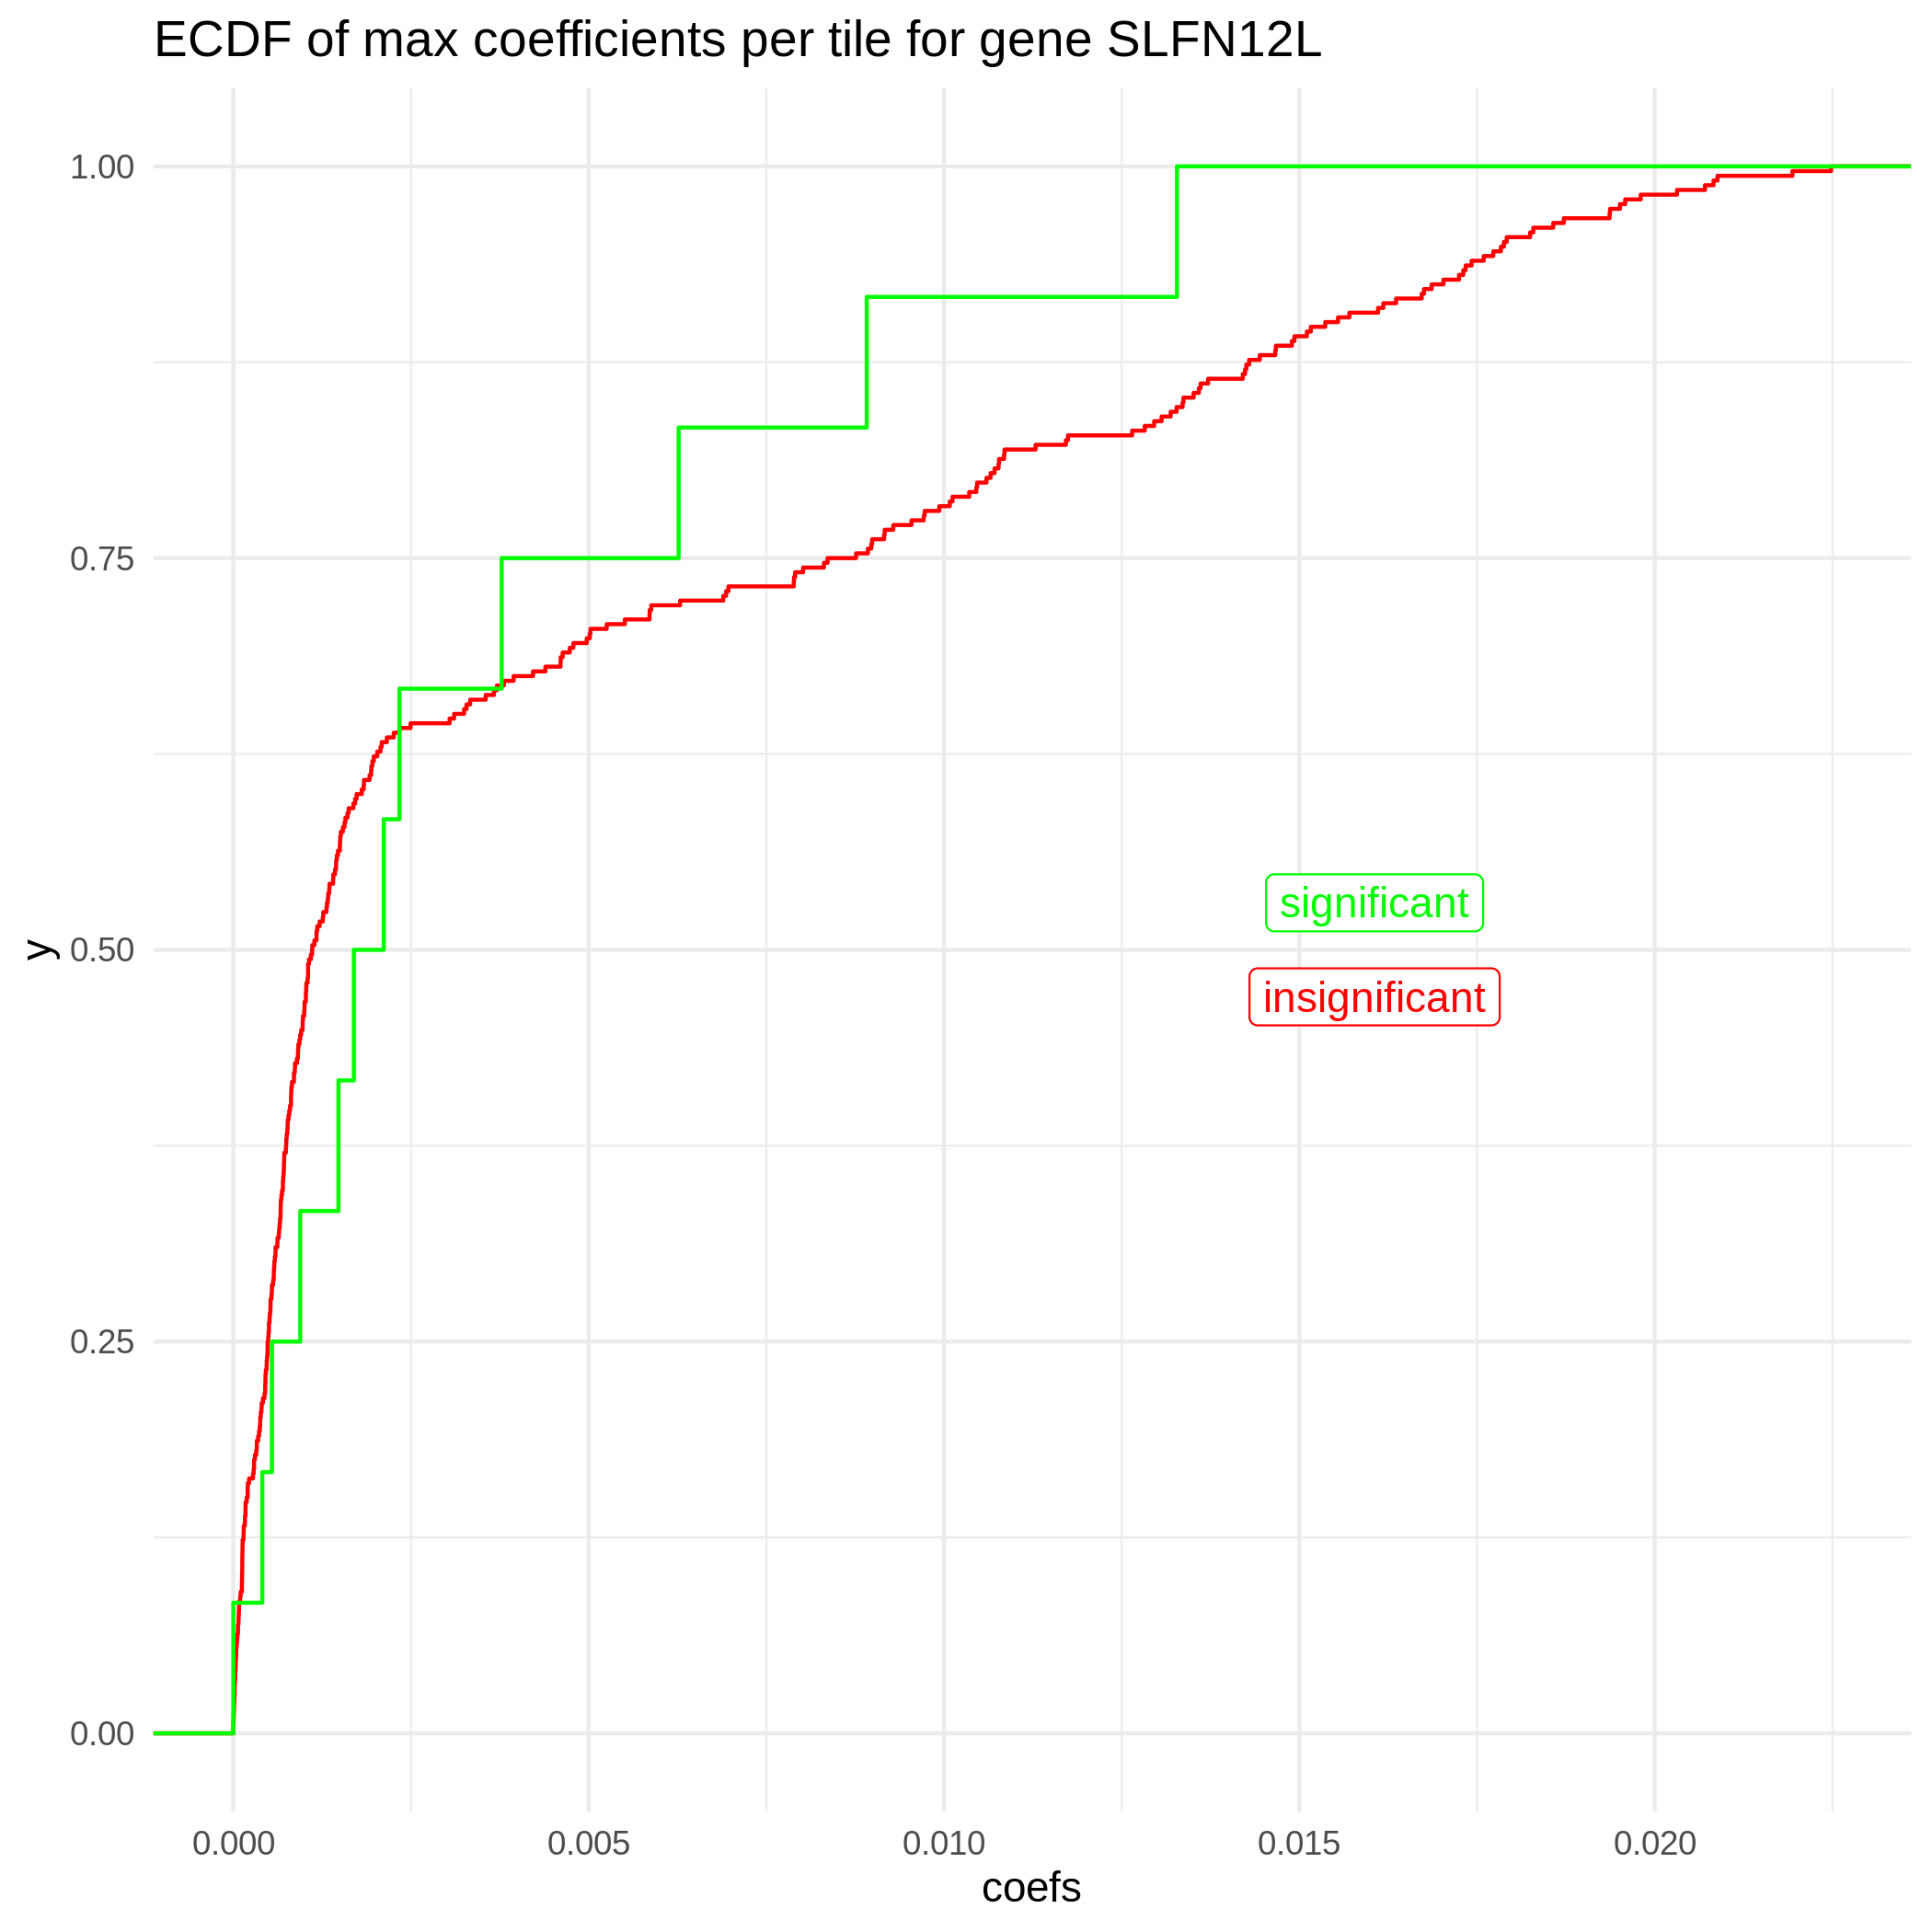 ECDF of max coefficients per tile for gene SLFN12L
1.00
0.75
0.50
0.25
0.00
y
significant
insignificant
0.000 0.005 0.010 0.015 0.020
coefs